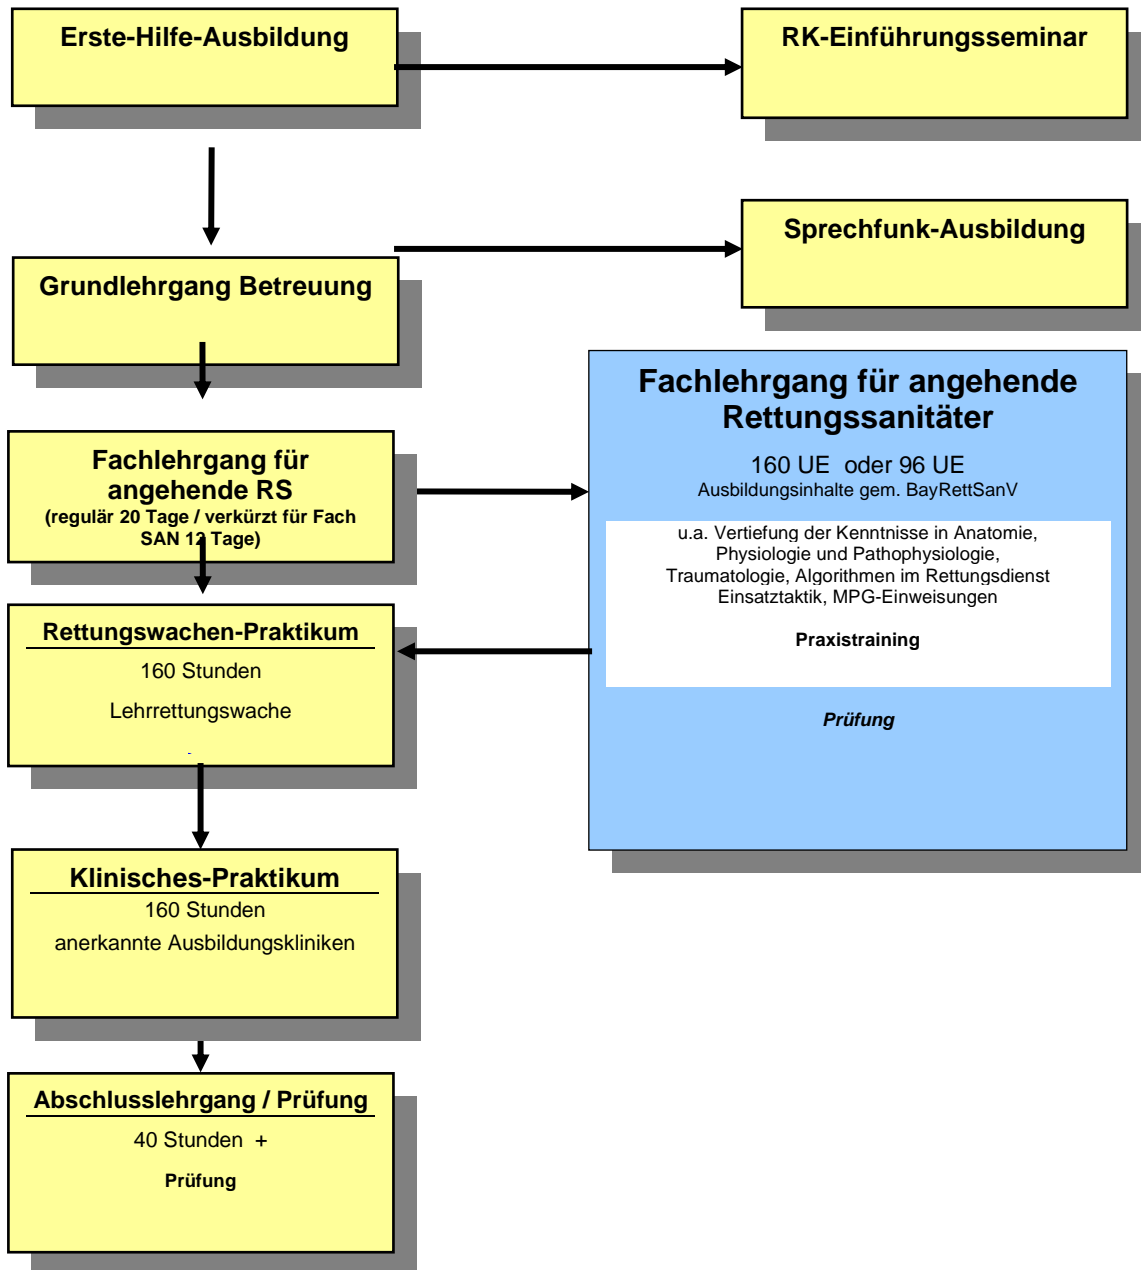 Erste-Hilfe-Ausbildung
RK-Einführungsseminar
Sprechfunk-Ausbildung
Grundlehrgang Betreuung
Fachlehrgang für
angehende RS
(regulär 20 Tage / verkürzt für Fach
SAN 12 Tage)
Fachlehrgang für angehende
Rettungssanitäter
160 UE oder 96 UE
Ausbildungsinhalte gem. BayRettSanV
u.a. Vertiefung der Kenntnisse in Anatomie,
Physiologie und Pathophysiologie,
Traumatologie, Algorithmen im Rettungsdienst
Einsatztaktik, MPG-Einweisungen
Praxistraining
Prüfung
Rettungswachen-Praktikum
160 Stunden
Lehrrettungswache
.
Klinisches-Praktikum
160 Stunden
anerkannte Ausbildungskliniken
Abschlusslehrgang / Prüfung
40 Stunden +
Prüfung